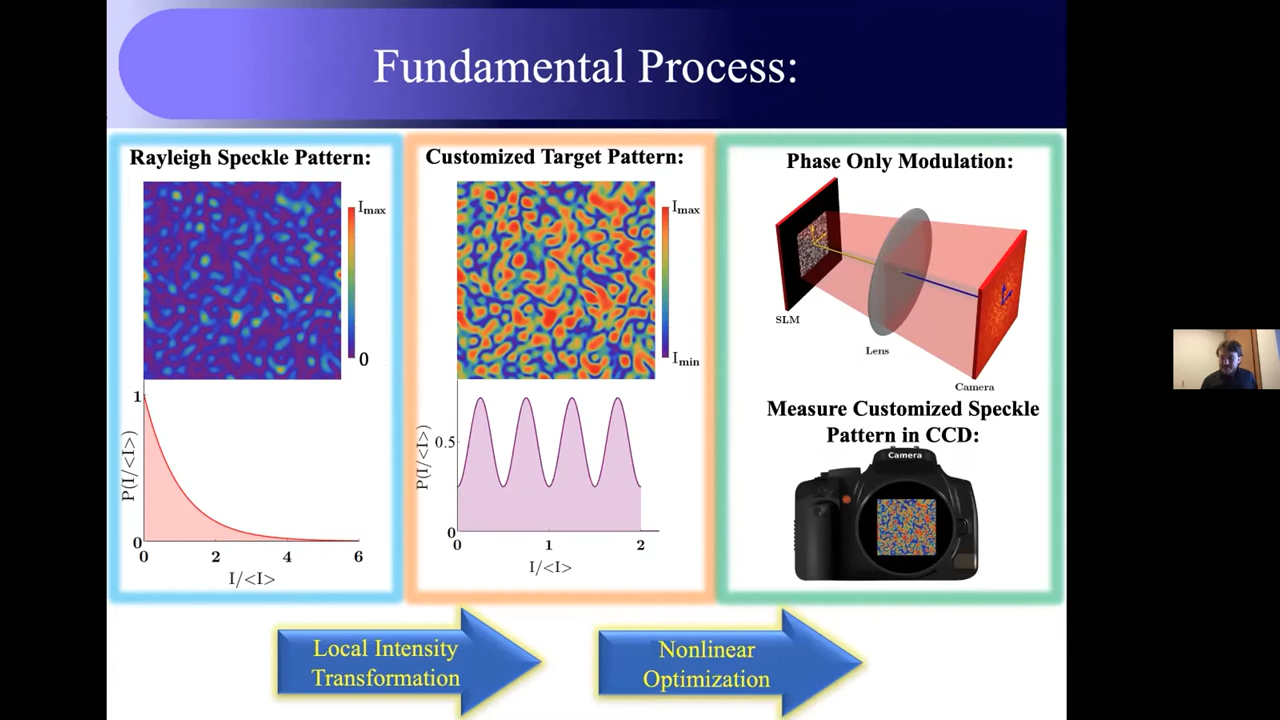 Fundamental Process:
Rayleigh Speckle Pattern:
Imax
0
1
P(I/<I>)
0
0 2 4 6
I/<I>
Customized Target Pattern:
Imax
Imin
0.5
P(I/<I>)
0
0 1 2
I/<I>
Phase Only Modulation:
SLM
Lens
Camera
Measure Customized Speckle
Pattern in CCD:
Camera
Local Intensity
Transformation
Nonlinear
Optimization